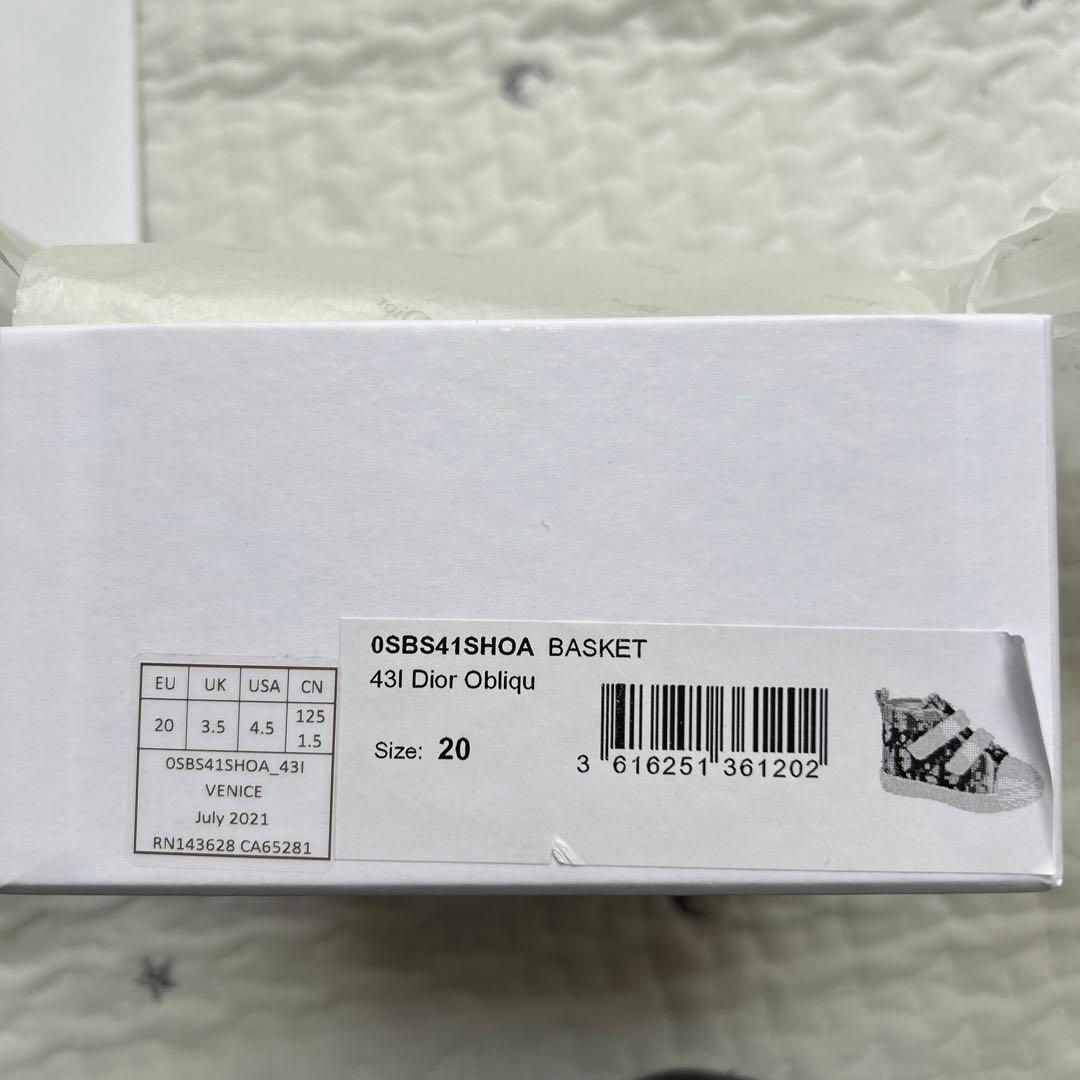 Dior
0SBS41SHOA BASKET
43I Dior Obliqu
Size: 20
3 616251 361202
EU UK USA CN
20 3.5 4.5 125 1.5
0SBS41SHOA_43I
VENICE
July 2021
RN143628 CA65281